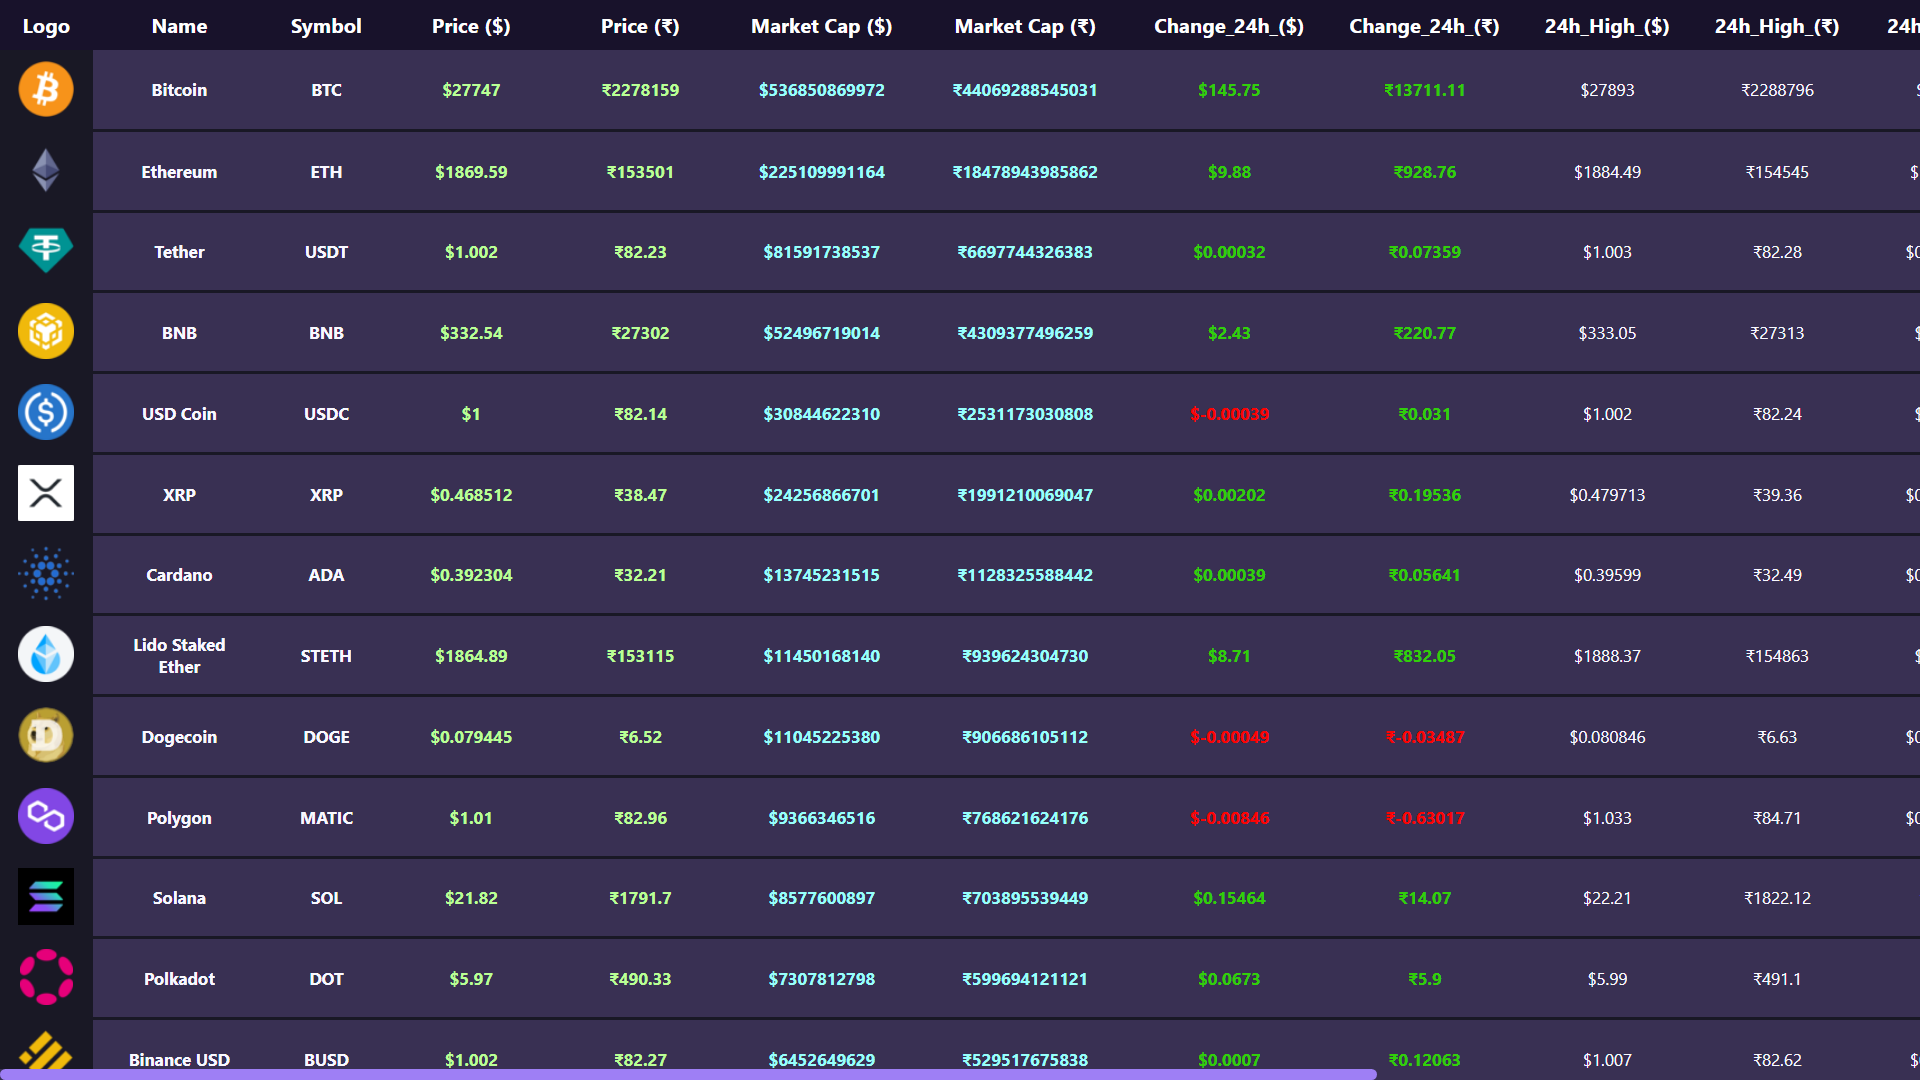 Logo Name Symbol Price ($) Price (₹) Market Cap ($) Market Cap (₹) Change_24h_($) Change_24h_(₹) 24h_High_($) 24h_High_(₹) 24h
Bitcoin BTC $27747 ₹2278159 $536850869972 ₹44069288545031 $145.75 ₹13711.11 $27893 ₹2288796
Ethereum ETH $1869.59 ₹153501 $225109991164 ₹18478943985862 $9.88 ₹928.76 $1884.49 ₹154545 $
Tether USDT $1.002 ₹82.23 $81591738537 ₹6697744326383 $0.00032 ₹0.07359 $1.003 ₹82.28 $0
BNB BNB $332.54 ₹27302 $52496719014 ₹4309377496259 $2.43 ₹220.77 $333.05 ₹27313
USD Coin USDC $1 ₹82.14 $30844622310 ₹2531173030808 $-0.00039 ₹0.031 $1.002 ₹82.24
XRP XRP $0.468512 ₹38.47 $24256866701 ₹1991210069047 $0.00202 ₹0.19536 $0.479713 ₹39.36 $0
Cardano ADA $0.392304 ₹32.21 $13745231515 ₹1128325588442 $0.00039 ₹0.05641 $0.39599 ₹32.49 $0
Lido Staked
Ether STETH $1864.89 ₹153115 $11450168140 ₹939624304730 $8.71 ₹832.05 $1888.37 ₹154863
Dogecoin DOGE $0.079445 ₹6.52 $11045225380 ₹906686105112 $-0.00049 ₹-0.03487 $0.080846 ₹6.63 $0
Polygon MATIC $1.01 ₹82.96 $9366346516 ₹768621624176 $-0.00846 ₹-0.63017 $1.033 ₹84.71 $0
Solana SOL $21.82 ₹1791.7 $8577600897 ₹703895539449 $0.15464 ₹14.07 $22.21 ₹1822.12
Polkadot DOT $5.97 ₹490.33 $7307812798 ₹599694121121 $0.0673 ₹5.9 $5.99 ₹491.1
Binance USD BUSD $1.002 ₹82.27 $6452649629 ₹529517675838 $0.0007 ₹0.12063 $1.007 ₹82.62 $